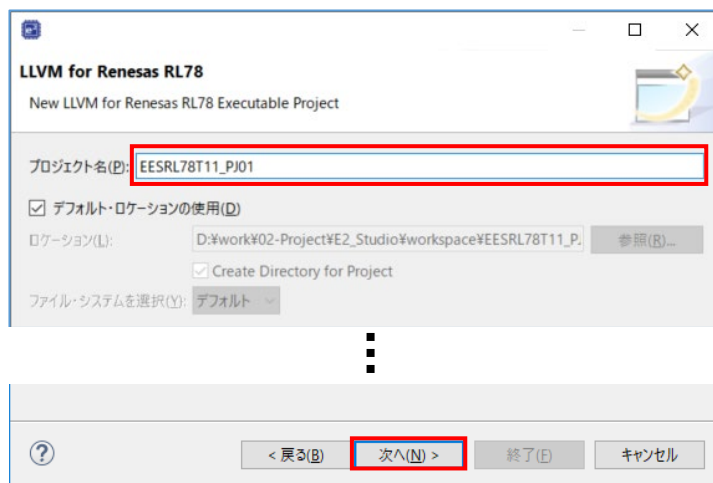 LLVM for Renesas RL78
New LLVM for Renesas RL78 Executable Project
プロジェクト名(P): EESRL78T11_PJ01
デフォルト・ロケーションの使用(D)
ロケーション(L): D:¥work¥02-Project¥E2_Studio¥workspace¥EESRL78T11_P. 参照(R)...
Create Directory for Project
ファイル・システムを選択(Y): デフォルト
< 戻る(B) 次へ(N) > 終了(F) キャンセル